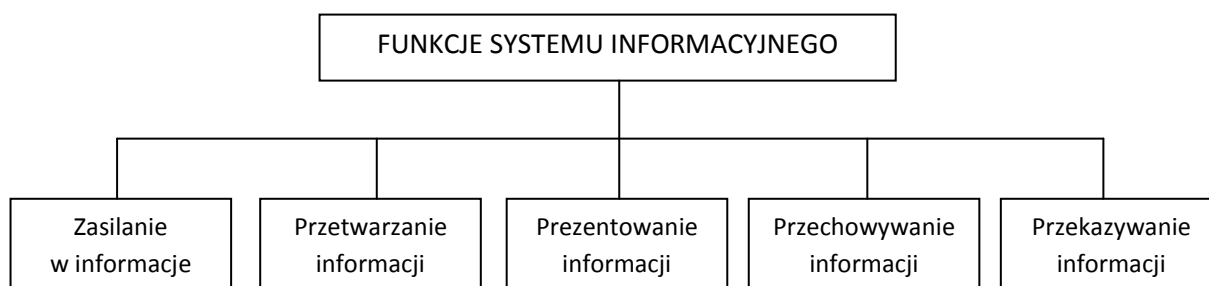 FUNKCJE SYSTEMU INFORMACYJNEGO
Zasilanie
w informacje
Przetwarzanie
informacji
Prezentowanie
informacji
Przechowywanie
informacji
Przekazywanie
informacji